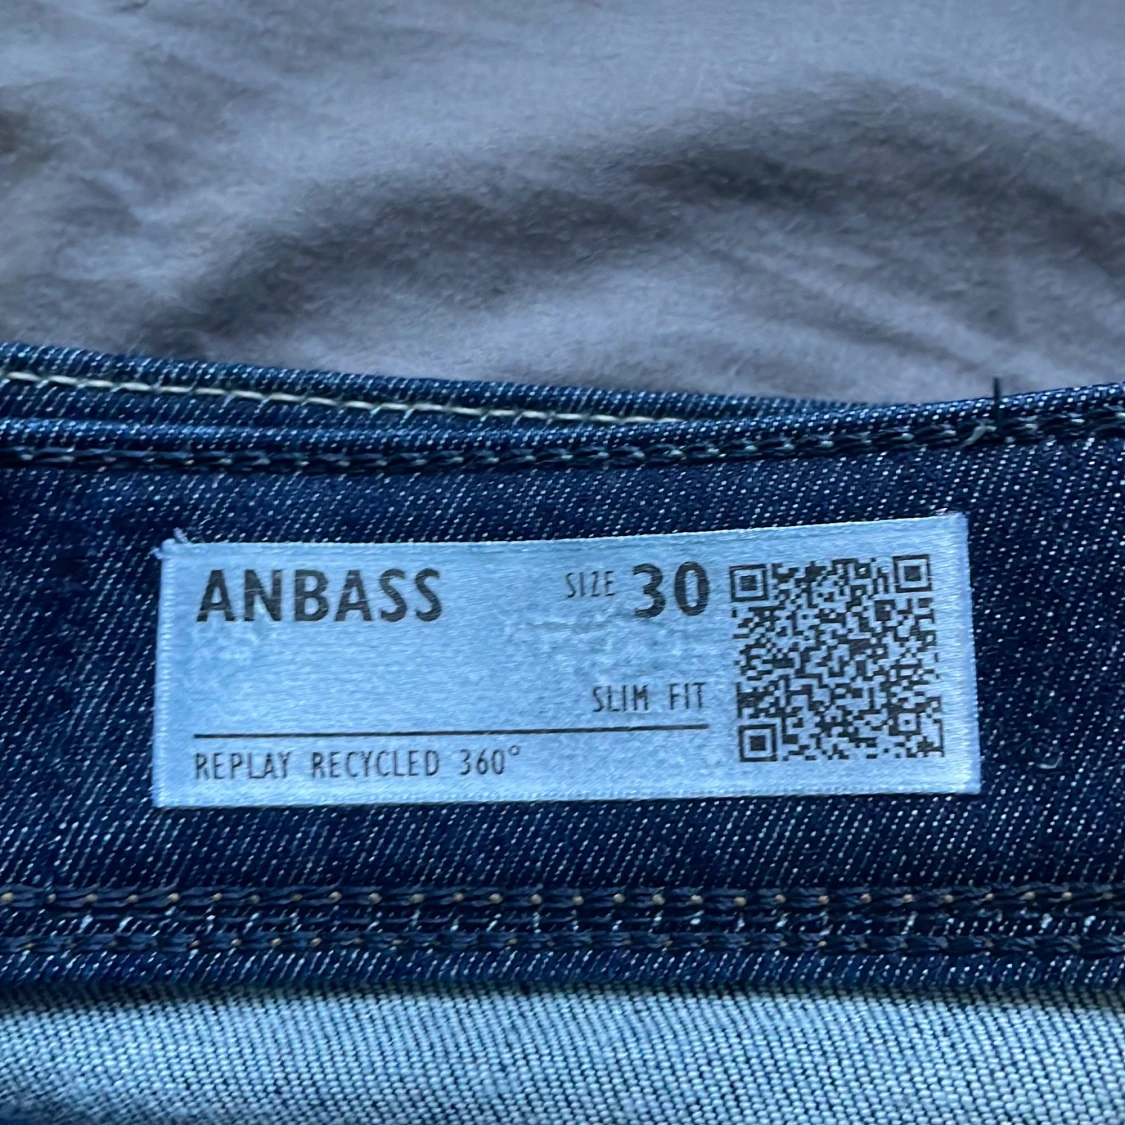 ANBASS SIZE 30
SLIM FIT
REPLAY RECYCLED 360°